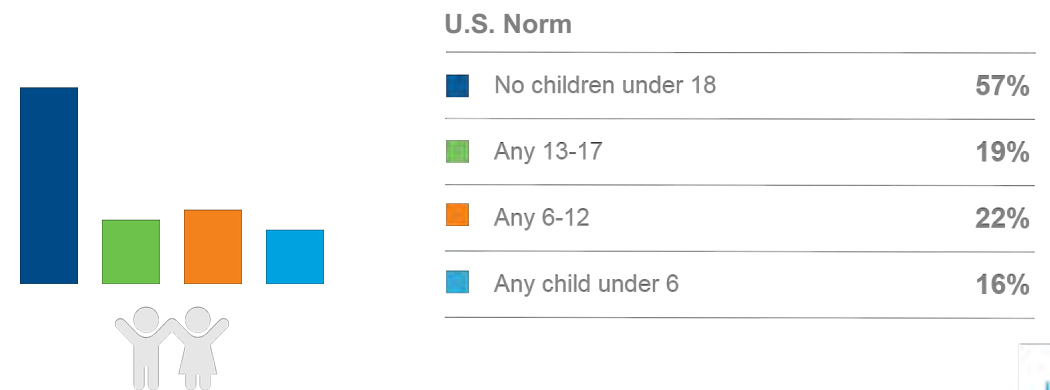 U.S. Norm
No children under 18 57%
Any 13-17 19%
Any 6-12 22%
Any child under 6 16%